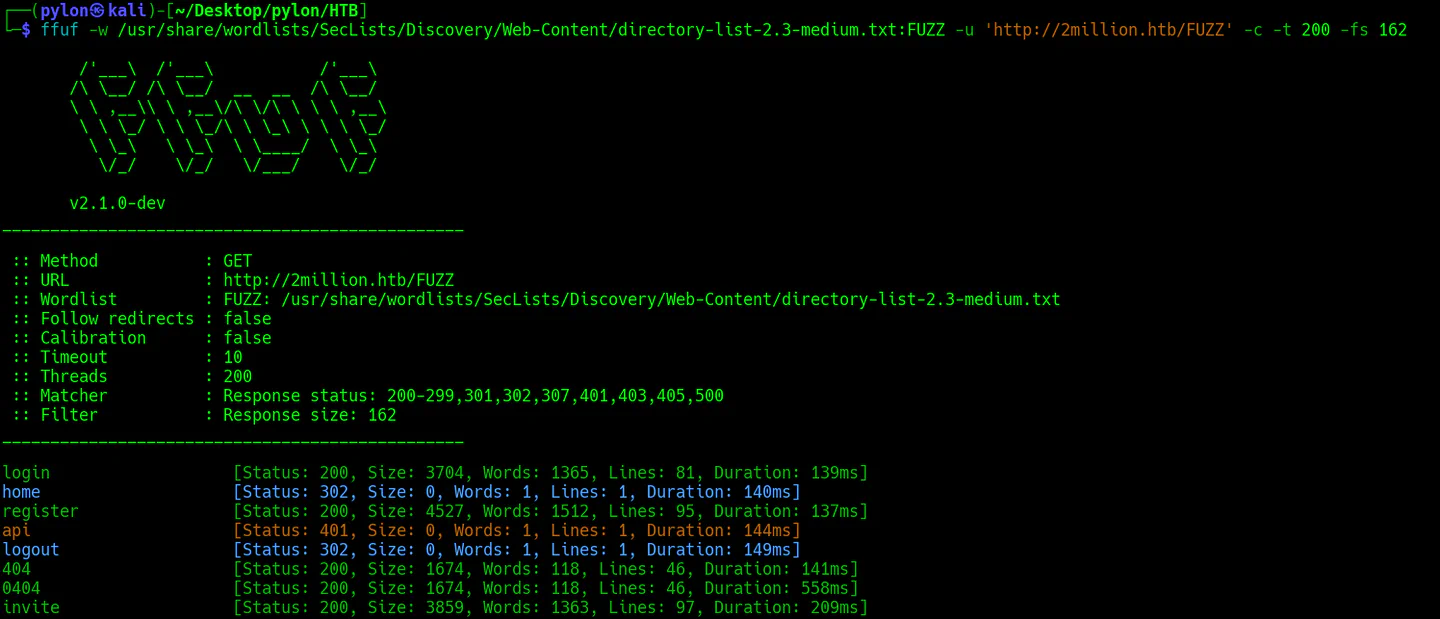 ┌──(pylon㉿kali)-[~/Desktop/pylon/HTB]
└─$ ffuf -w /usr/share/wordlists/SecLists/Discovery/Web-Content/directory-list-2.3-medium.txt:FUZZ -u 'http://2million.htb/FUZZ' -c -t 200 -fs 162

        /'___\  /'___\           /'___\
       /\ \__/ /\ \__/  __  __  /\ \__/
       \ \ ,__\\ \ ,__\/\ \/\ \ \ \ ,__\
        \ \ \_/ \ \ \_/\ \ \_\ \ \ \ \_/
         \ \_\   \ \_\  \ \____/  \ \_\
          \/_/    \/_/   \/___/    \/_/

       v2.1.0-dev
________________________________________________

 :: Method           : GET
 :: URL              : http://2million.htb/FUZZ
 :: Wordlist         : FUZZ: /usr/share/wordlists/SecLists/Discovery/Web-Content/directory-list-2.3-medium.txt
 :: Follow redirects : false
 :: Calibration      : false
 :: Timeout          : 10
 :: Threads          : 200
 :: Matcher          : Response status: 200-299,301,302,307,401,403,405,500
 :: Filter           : Response size: 162
________________________________________________

login                   [Status: 200, Size: 3704, Words: 1365, Lines: 81, Duration: 139ms]
home                    [Status: 302, Size: 0, Words: 1, Lines: 1, Duration: 140ms]
register                [Status: 200, Size: 4527, Words: 1512, Lines: 95, Duration: 137ms]
api                     [Status: 401, Size: 0, Words: 1, Lines: 1, Duration: 144ms]
logout                  [Status: 302, Size: 0, Words: 1, Lines: 1, Duration: 149ms]
404                     [Status: 200, Size: 1674, Words: 118, Lines: 46, Duration: 141ms]
0404                    [Status: 200, Size: 1674, Words: 118, Lines: 46, Duration: 558ms]
invite                  [Status: 200, Size: 3859, Words: 1363, Lines: 97, Duration: 209ms]